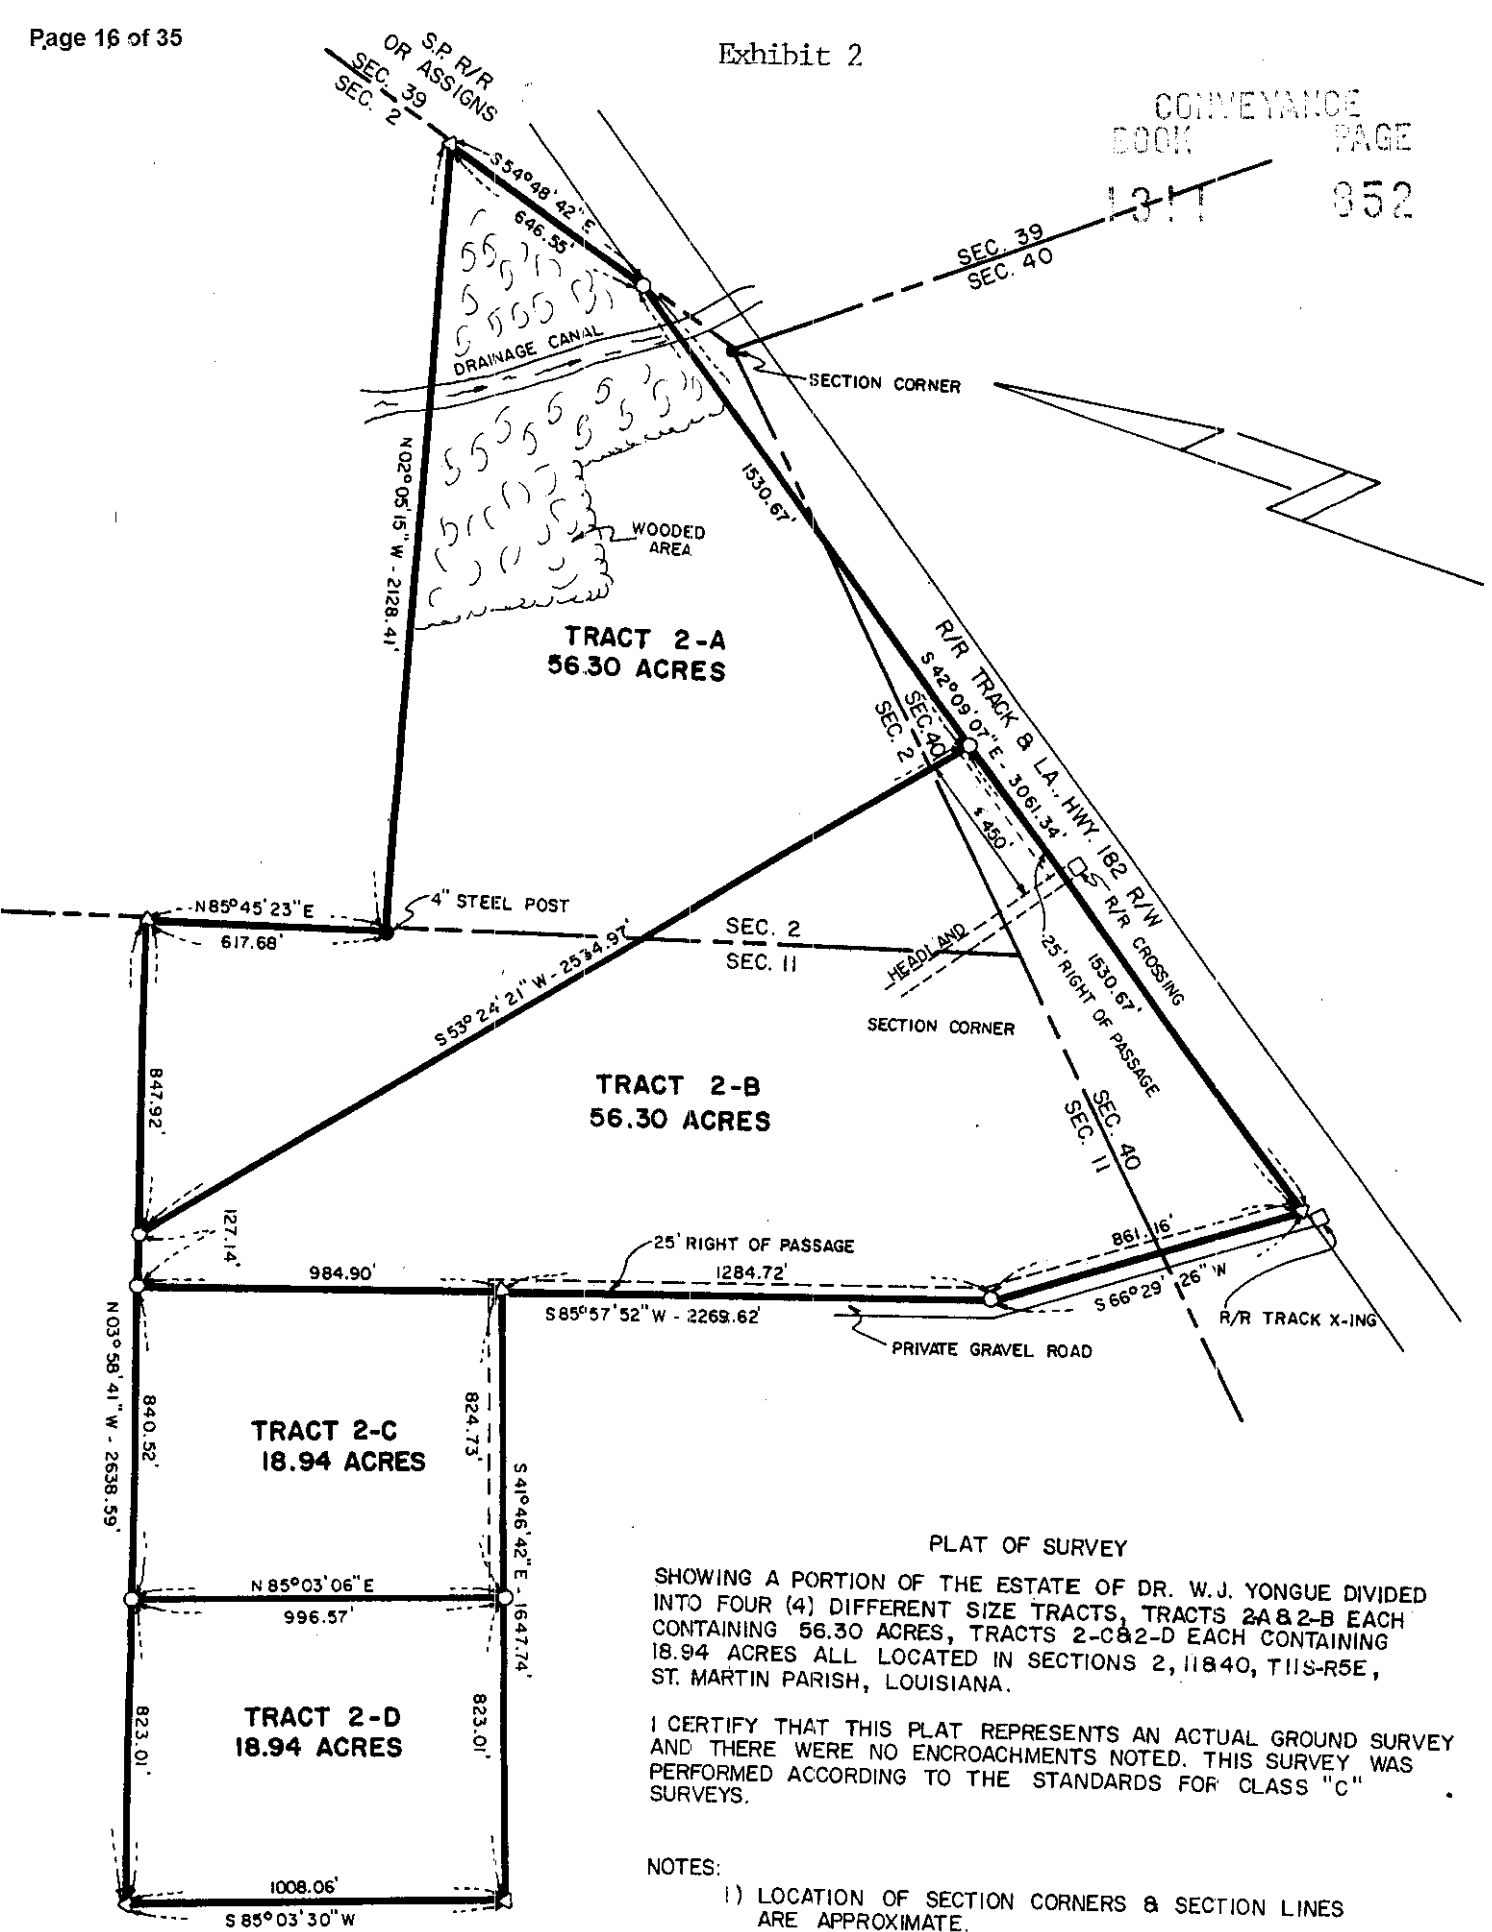 Page 16 of 35
Exhibit 2
CONVEYANCE
BOOK PAGE
1311 852
S.P. R/R
OR ASSIGNS
SEC. 39
SEC. 2
S54°48'42"E
646.55'
SEC. 39
SEC. 40
DRAINAGE CANAL
SECTION CORNER
N02°05'15"W - 2128.41'
1530.67'
WOODED
AREA
TRACT 2-A
56.30 ACRES
R/R TRACK & LA. HWY. 182 R/W
S 42°09'07"E - 3061.34'
SEC. 40
SEC. 2
± 450'
R/R CROSSING
N85°45'23"E
617.68'
4" STEEL POST
SEC. 2
SEC. 11
HEADLAND
25' RIGHT OF PASSAGE
1530.67'
S53°24'21"W - 2534.97'
SECTION CORNER
847.92'
TRACT 2-B
56.30 ACRES
SEC. 40
SEC. 11
127.14'
861.16'
25' RIGHT OF PASSAGE
984.90'
1284.72'
S 66°29'26"W
S85°57'52"W - 2269.62'
R/R TRACK X-ING
PRIVATE GRAVEL ROAD
N03°58'41"W - 2638.59'
840.52'
824.73'
TRACT 2-C
18.94 ACRES
S 41°46'42"E - 1647.74'
N 85°03'06"E
996.57'
823.01'
823.01'
TRACT 2-D
18.94 ACRES
1008.06'
S 85°03'30"W
PLAT OF SURVEY
SHOWING A PORTION OF THE ESTATE OF DR. W.J. YONGUE DIVIDED
INTO FOUR (4) DIFFERENT SIZE TRACTS, TRACTS 2A&2-B EACH
CONTAINING 56.30 ACRES, TRACTS 2-C&2-D EACH CONTAINING
18.94 ACRES ALL LOCATED IN SECTIONS 2, 11&40, T11S-R5E,
ST. MARTIN PARISH, LOUISIANA.
I CERTIFY THAT THIS PLAT REPRESENTS AN ACTUAL GROUND SURVEY
AND THERE WERE NO ENCROACHMENTS NOTED. THIS SURVEY WAS
PERFORMED ACCORDING TO THE STANDARDS FOR CLASS "C"
SURVEYS.
NOTES:
1) LOCATION OF SECTION CORNERS & SECTION LINES
ARE APPROXIMATE.